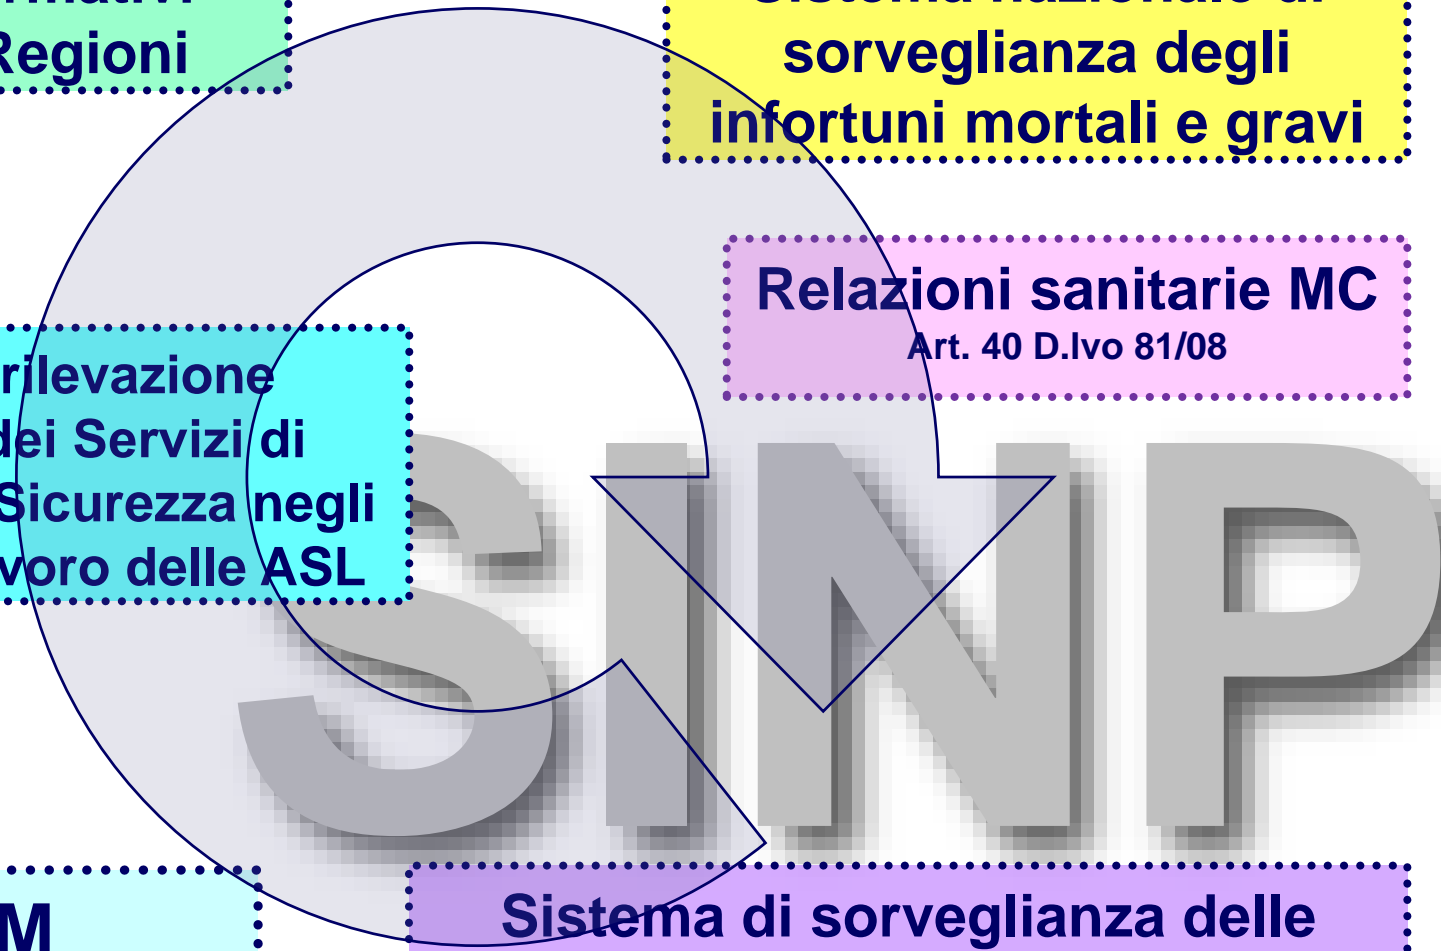 Regioni
sorveglianza degli
infortuni mortali e gravi
Relazioni sanitarie MC
Art. 40 D.lvo 81/08
rilevazione
dei Servizi di
Sicurezza negli
delle ASL
SINP
Sistema di sorveglianza delle